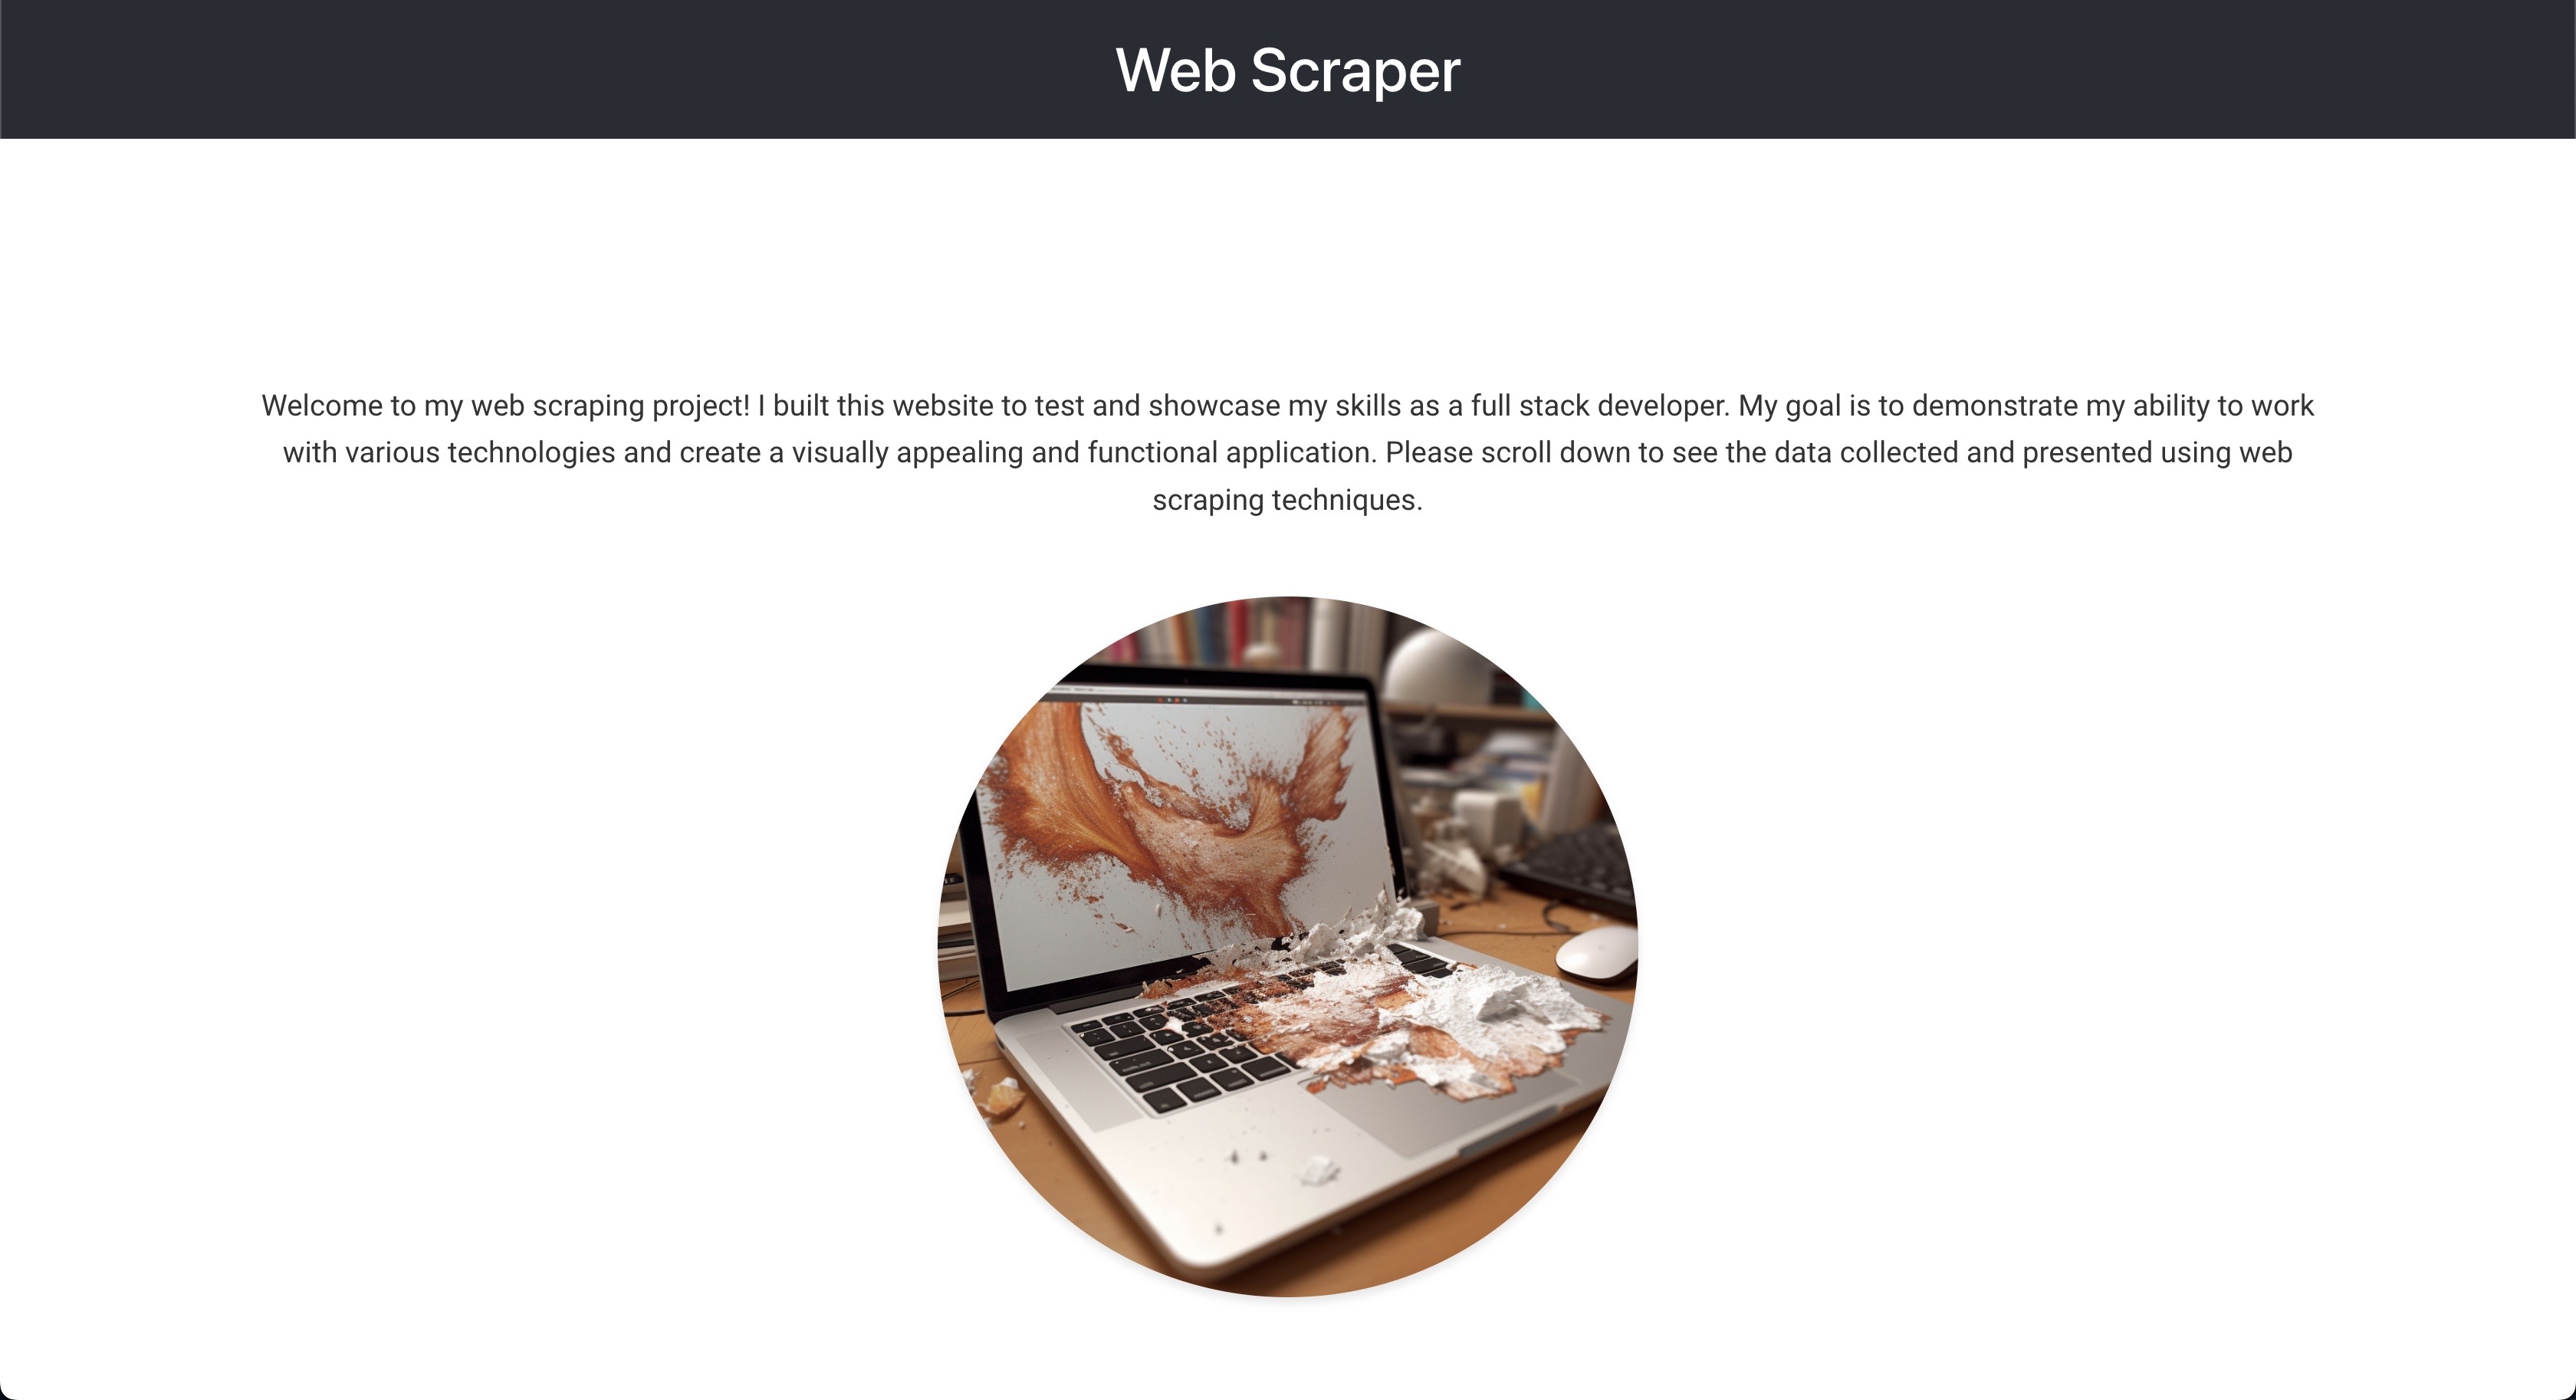 Web Scraper
Welcome to my web scraping project! I built this website to test and showcase my skills as a full stack developer. My goal is to demonstrate my ability to work
with various technologies and create a visually appealing and functional application. Please scroll down to see the data collected and presented using web
scraping techniques.